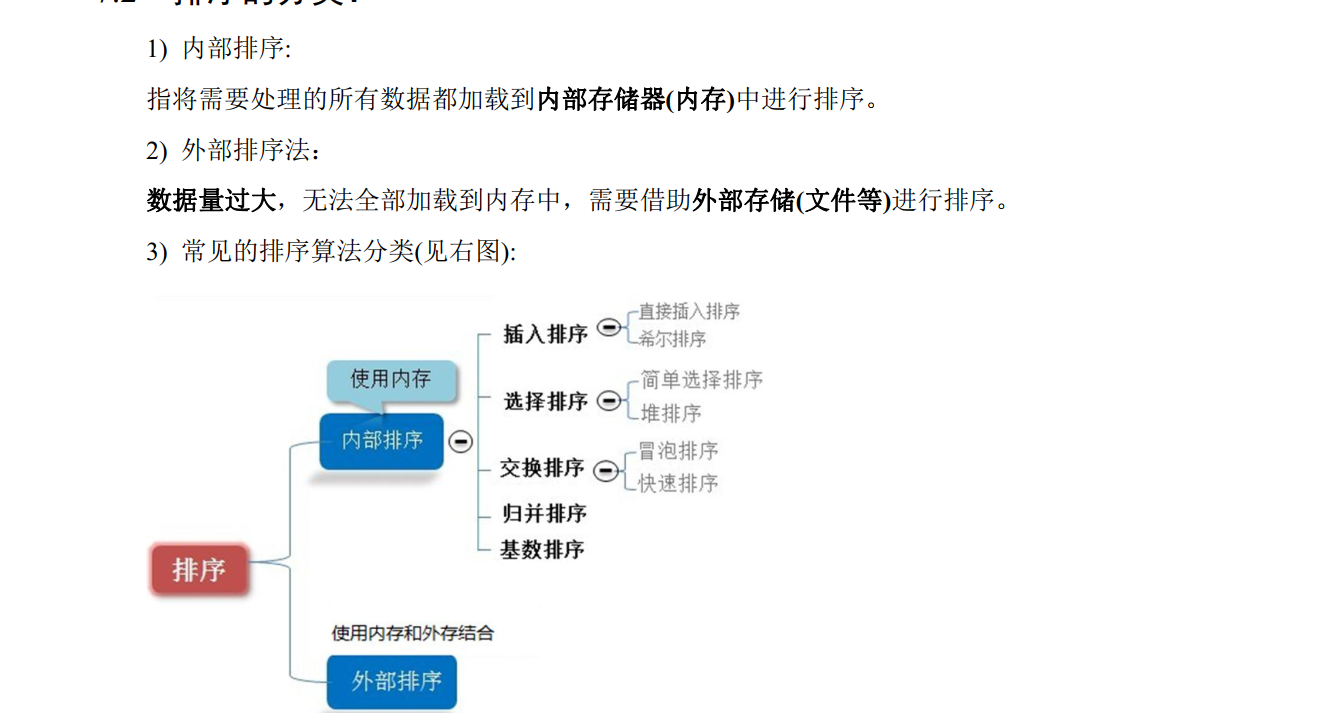 1) 内部排序:
指将需要处理的所有数据都加载到内部存储器(内存)中进行排序。
2) 外部排序法：
数据量过大，无法全部加载到内存中，需要借助外部存储(文件等)进行排序。
3) 常见的排序算法分类(见右图):
直接插入排序
插入排序
希尔排序
使用内存
简单选择排序
选择排序
堆排序
内部排序
冒泡排序
交换排序
快速排序
归并排序
基数排序
排序
使用内存和外存结合
外部排序